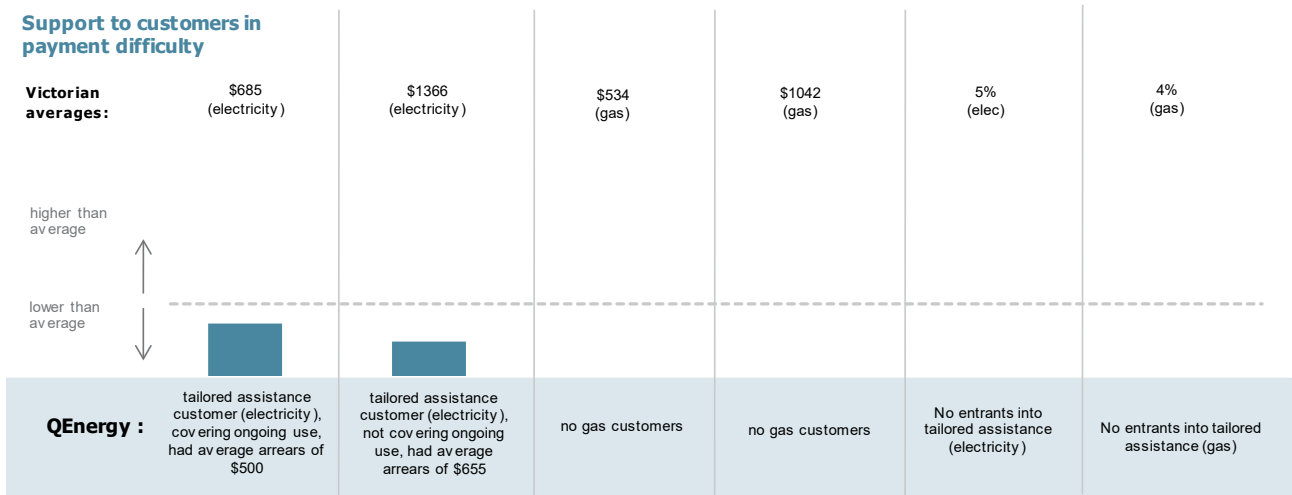 Support to customers in
payment difficulty
Victorian
averages:
$685
(electricity)
$1366
(electricity)
$534
(gas)
$1042
(gas)
5%
(elec)
4%
(gas)
higher than
average
lower than
average
QEnergy :
tailored assistance
customer (electricity),
covering ongoing use,
had average arrears of
$500
tailored assistance
customer (electricity),
not covering ongoing
use, had average
arrears of $655
no gas customers
no gas customers
No entrants into
tailored assistance
(electricity)
No entrants into tailored
assistance (gas)